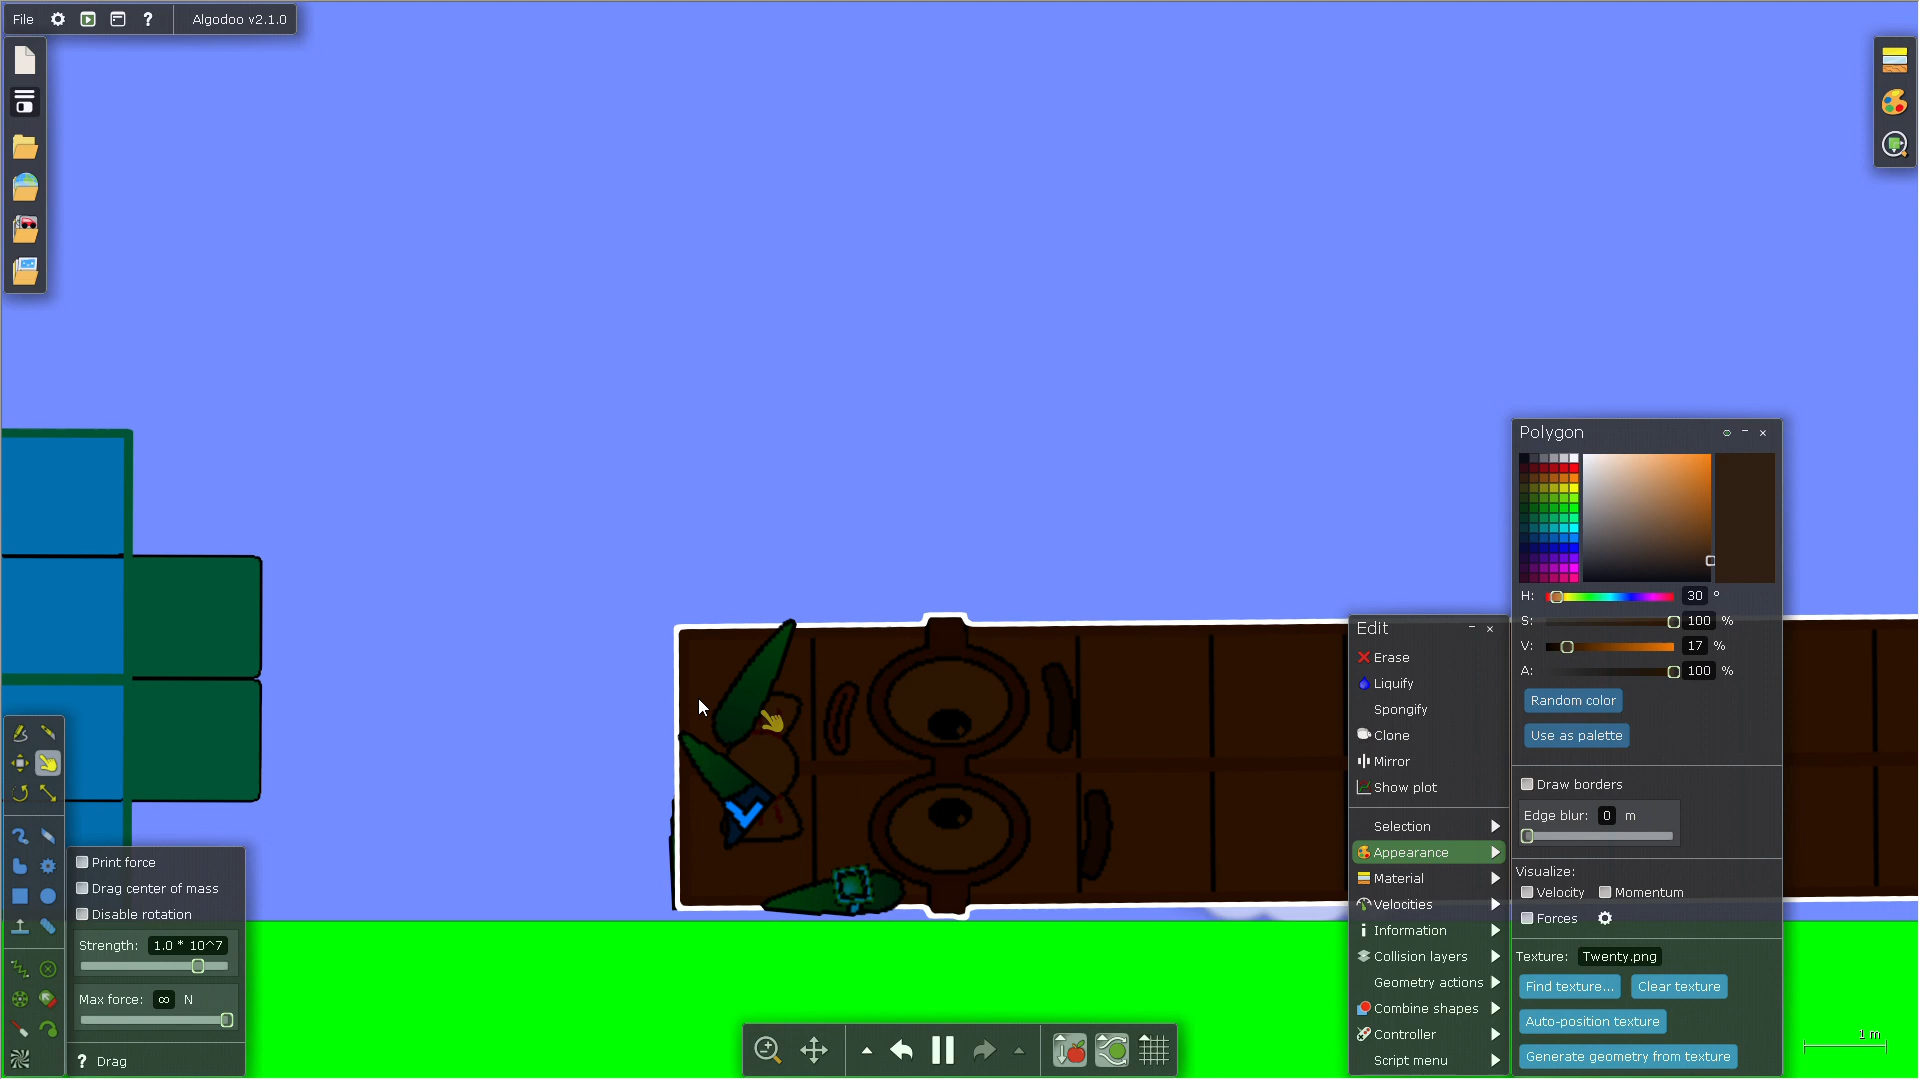 File
?
Algodoo v2.1.0
Polygon
H: 30 °
S: 100 %
V: 17 %
A: 100 %
Random color
Use as palette
Draw borders
Edge blur: 0 m
Visualize:
Velocity
Momentum
Forces
Texture: Twenty.png
Find texture...
Clear texture
Auto-position texture
Generate geometry from texture
Edit
Erase
Liquify
Spongify
Clone
Mirror
Show plot
Selection
Appearance
Material
Velocities
Information
Collision layers
Geometry actions
Combine shapes
Controller
Script menu
Print force
Drag center of mass
Disable rotation
Strength: 1.0 * 10^7
Max force: ∞ N
? Drag
1 m